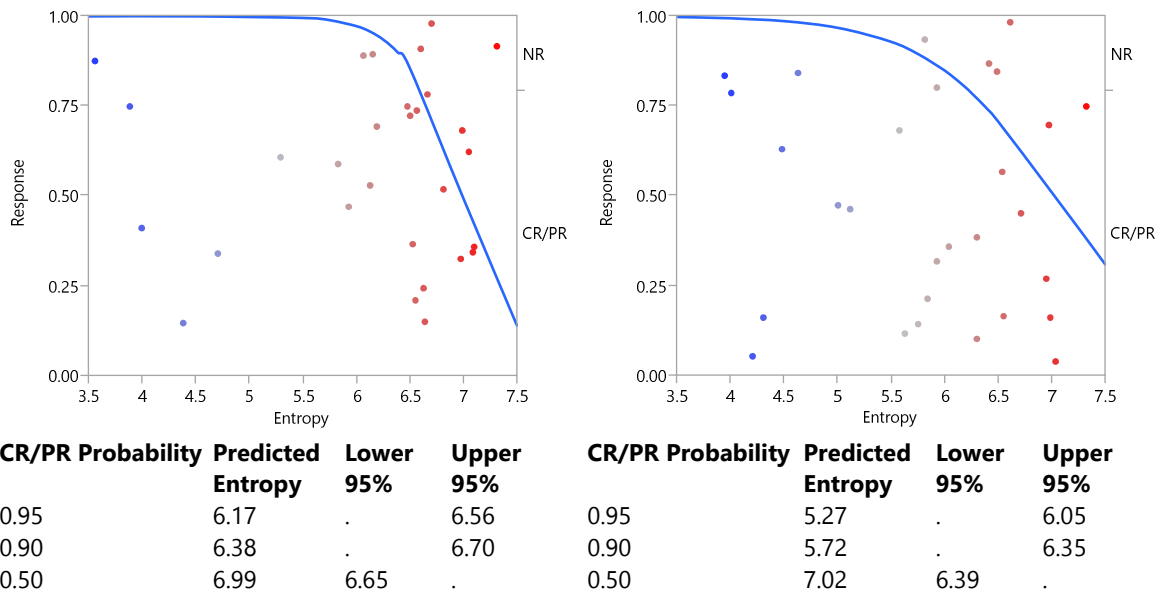 1.00
0.75
0.50
0.25
0.00
Response
NR
CR/PR
3.5 4 4.5 5 5.5 6 6.5 7 7.5
Entropy
CR/PR Probability Predicted Entropy Lower 95% Upper 95%
0.95 6.17 . 6.56
0.90 6.38 . 6.70
0.50 6.99 6.65 .
1.00
0.75
0.50
0.25
0.00
Response
NR
CR/PR
3.5 4 4.5 5 5.5 6 6.5 7 7.5
Entropy
CR/PR Probability Predicted Entropy Lower 95% Upper 95%
0.95 5.27 . 6.05
0.90 5.72 . 6.35
0.50 7.02 6.39 .